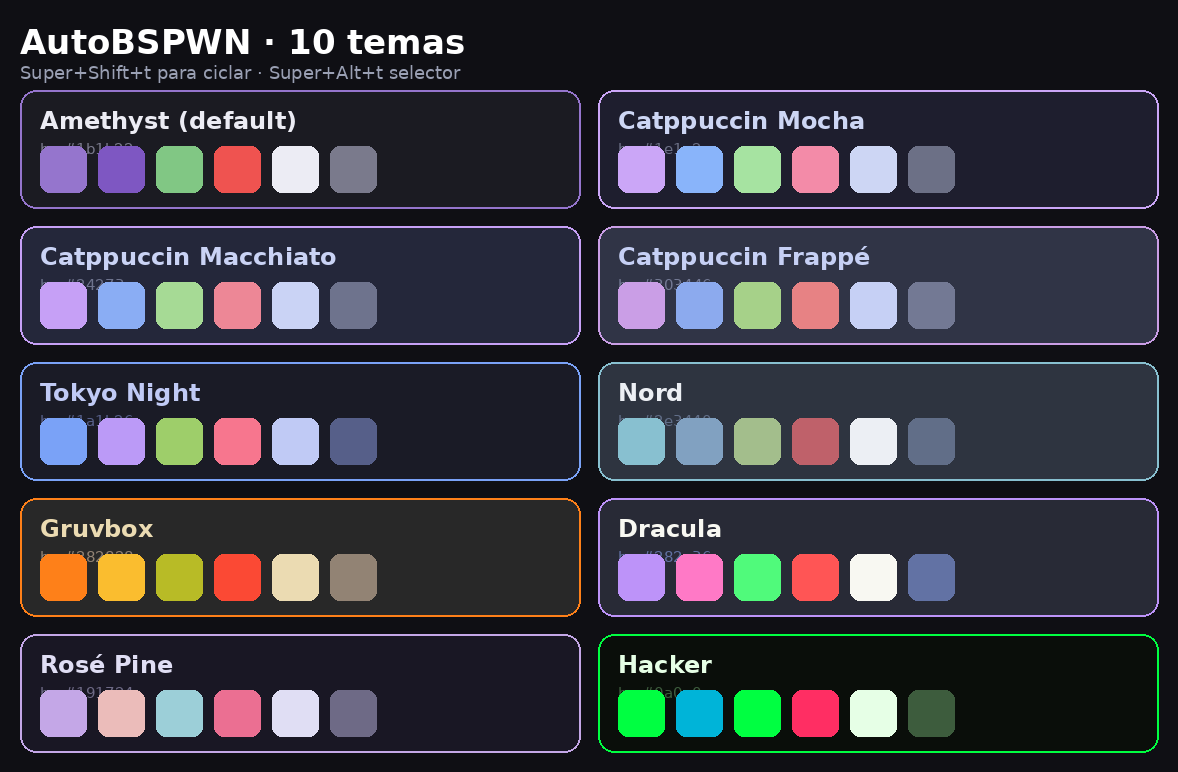 AutoBSPWN · 10 temas
Super+Shift+t para ciclar · Super+Alt+t selector
Amethyst (default)
Catppuccin Mocha
Catppuccin Macchiato
Catppuccin Frappé
Tokyo Night
Nord
Gruvbox
Dracula
Rosé Pine
Hacker